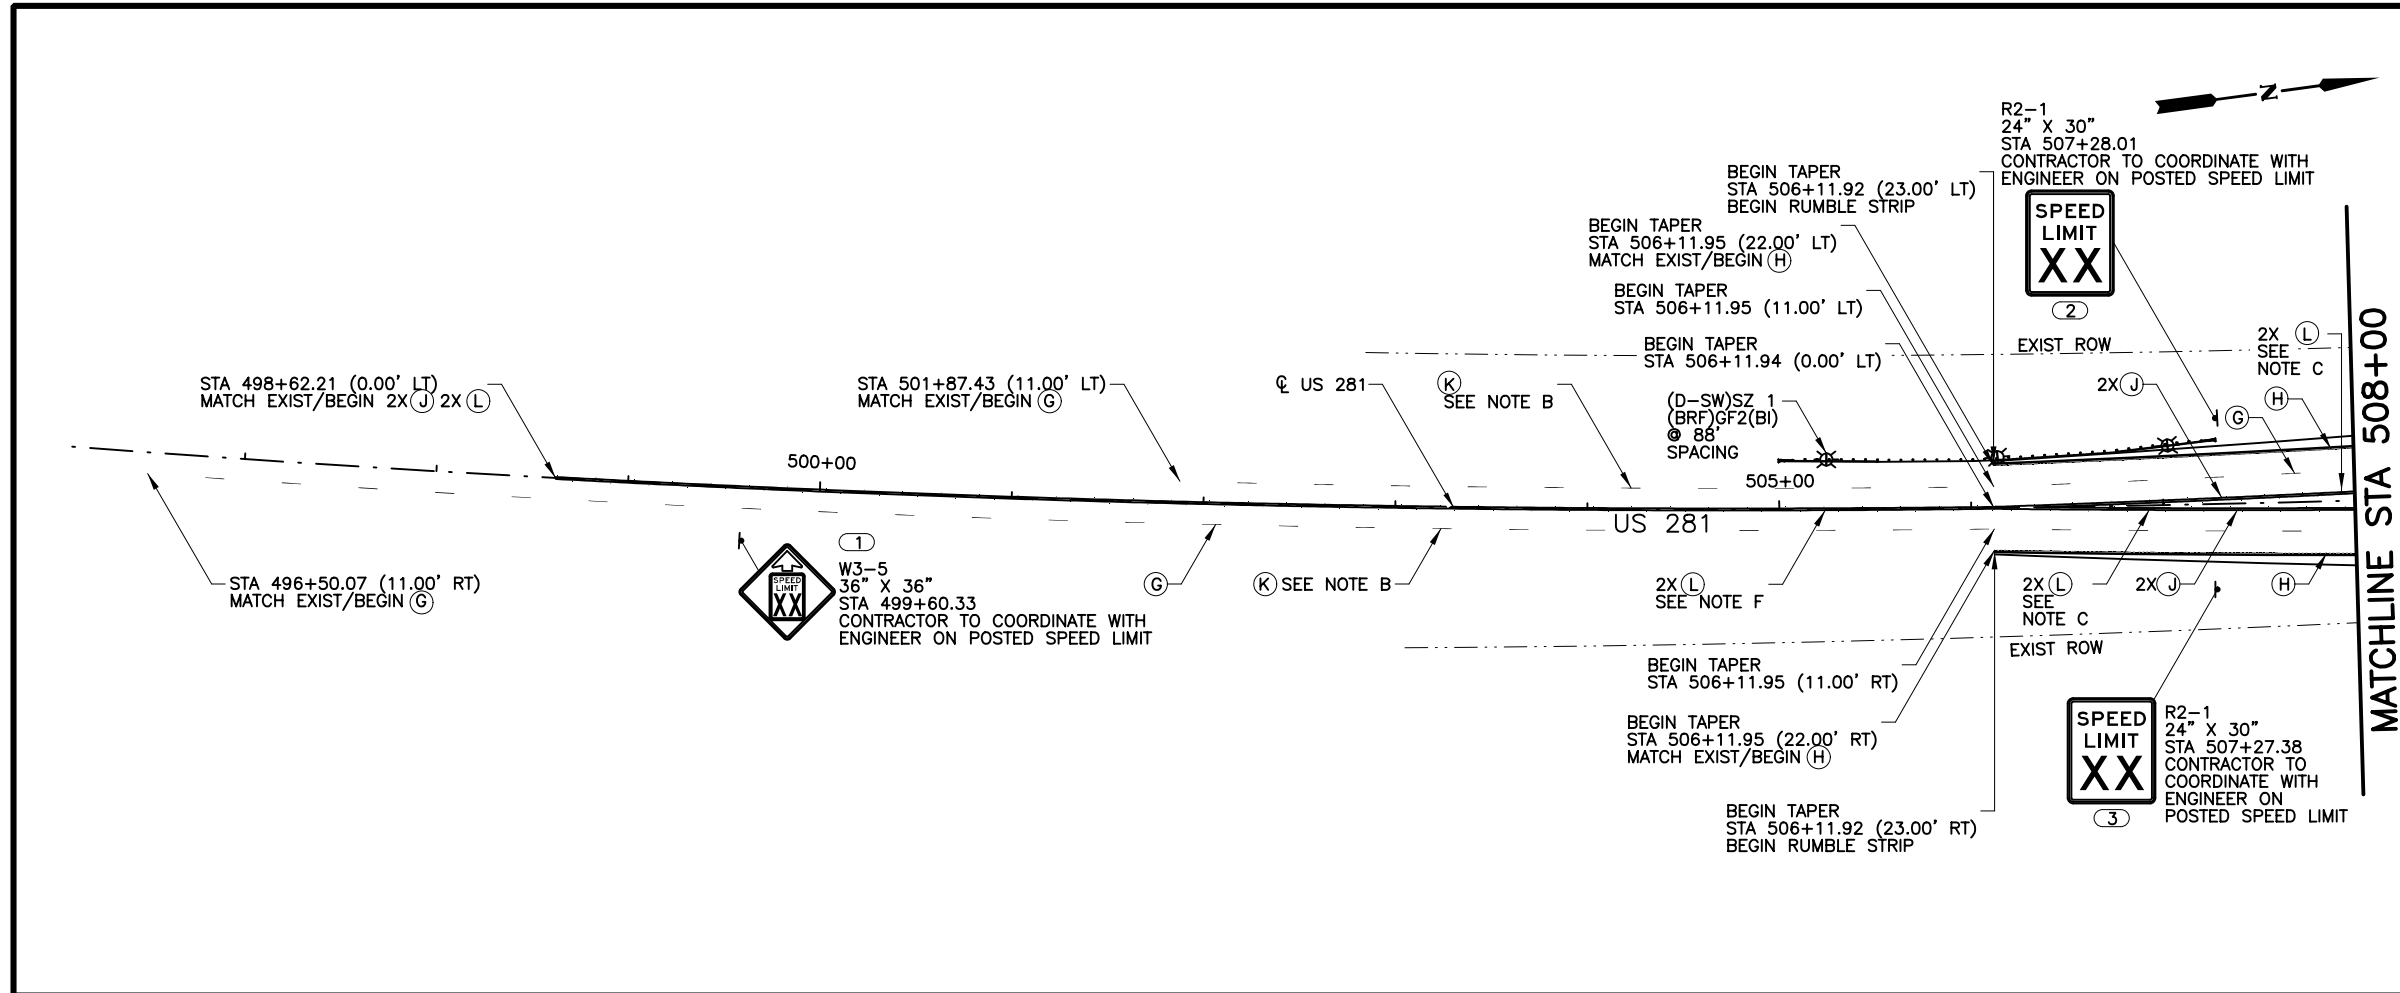 N
R2-1
24" X 30"
STA 507+28.01
CONTRACTOR TO COORDINATE WITH
ENGINEER ON POSTED SPEED LIMIT
SPEED
LIMIT
XX
2
BEGIN TAPER
STA 506+11.92 (23.00' LT)
BEGIN RUMBLE STRIP
BEGIN TAPER
STA 506+11.95 (22.00' LT)
MATCH EXIST/BEGIN H
BEGIN TAPER
STA 506+11.95 (11.00' LT)
BEGIN TAPER
STA 506+11.94 (0.00' LT)
EXIST ROW
2X L
SEE
NOTE C
2X J
H
G
STA 498+62.21 (0.00' LT)
MATCH EXIST/BEGIN 2X J 2X L
STA 501+87.43 (11.00' LT)
MATCH EXIST/BEGIN G
℄ US 281
K
SEE NOTE B
(D-SW)SZ 1
(BRF)GF2(BI)
@ 88'
SPACING
500+00
505+00
US 281
MATCHLINE STA 508+00
STA 496+50.07 (11.00' RT)
MATCH EXIST/BEGIN G
SPEED
LIMIT
XX
1
W3-5
36" X 36"
STA 499+60.33
CONTRACTOR TO COORDINATE WITH
ENGINEER ON POSTED SPEED LIMIT
G
K SEE NOTE B
2X L
SEE NOTE F
2X L
SEE
NOTE C
2X J
H
EXIST ROW
BEGIN TAPER
STA 506+11.95 (11.00' RT)
BEGIN TAPER
STA 506+11.95 (22.00' RT)
MATCH EXIST/BEGIN H
BEGIN TAPER
STA 506+11.92 (23.00' RT)
BEGIN RUMBLE STRIP
SPEED
LIMIT
XX
3
R2-1
24" X 30"
STA 507+27.38
CONTRACTOR TO
COORDINATE WITH
ENGINEER ON
POSTED SPEED LIMIT